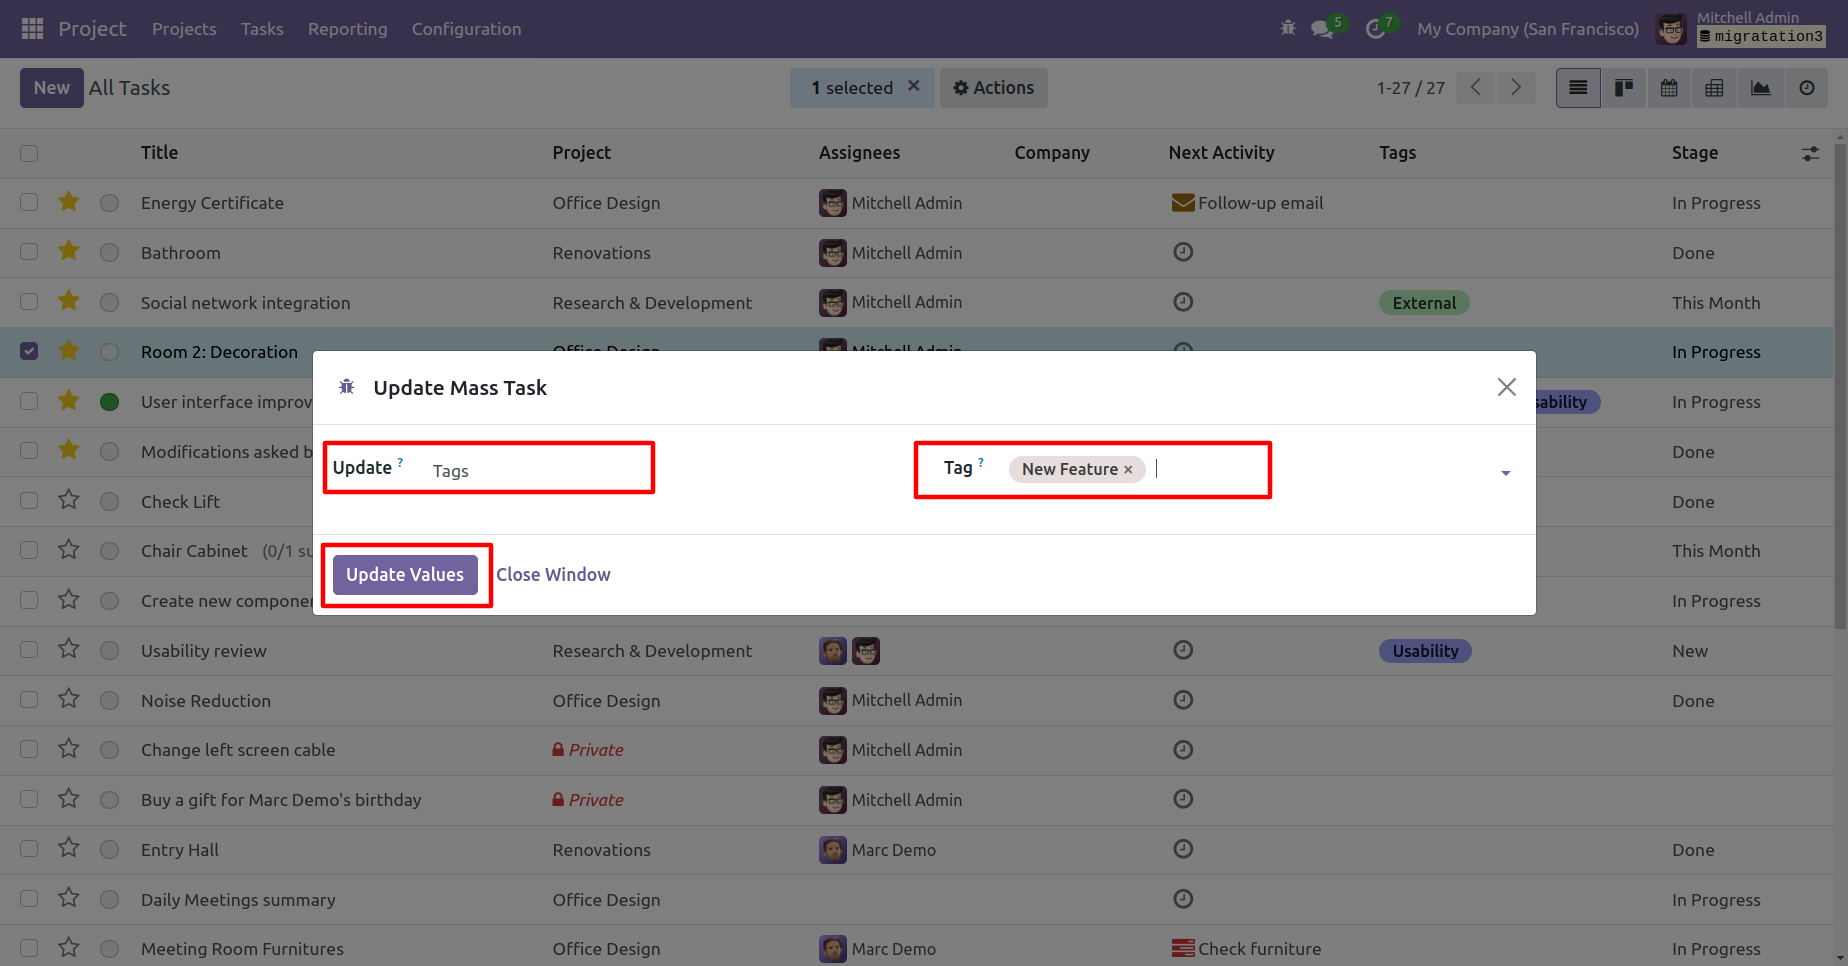 Project Projects Tasks Reporting Configuration 5 7 My Company (San Francisco) Mitchell Admin
migratation3
New All Tasks 1 selected × Actions 1-27 / 27
Title Project Assignees Company Next Activity Tags Stage
Energy Certificate Office Design Mitchell Admin Follow-up email In Progress
Bathroom Renovations Mitchell Admin Done
Social network integration Research & Development Mitchell Admin External This Month
Room 2: Decoration Office Design Mitchell Admin In Progress
User interface improv sability In Progress
Modifications asked b Done
Check Lift Done
Chair Cabinet (0/1 su This Month
Create new componen In Progress
Update Mass Task
Update ? Tags Tag ? New Feature ×
Update Values Close Window
Usability review Research & Development Usability New
Noise Reduction Office Design Mitchell Admin Done
Change left screen cable Private Mitchell Admin
Buy a gift for Marc Demo's birthday Private Mitchell Admin
Entry Hall Renovations Marc Demo Done
Daily Meetings summary Office Design In Progress
Meeting Room Furnitures Office Design Marc Demo Check furniture In Progress